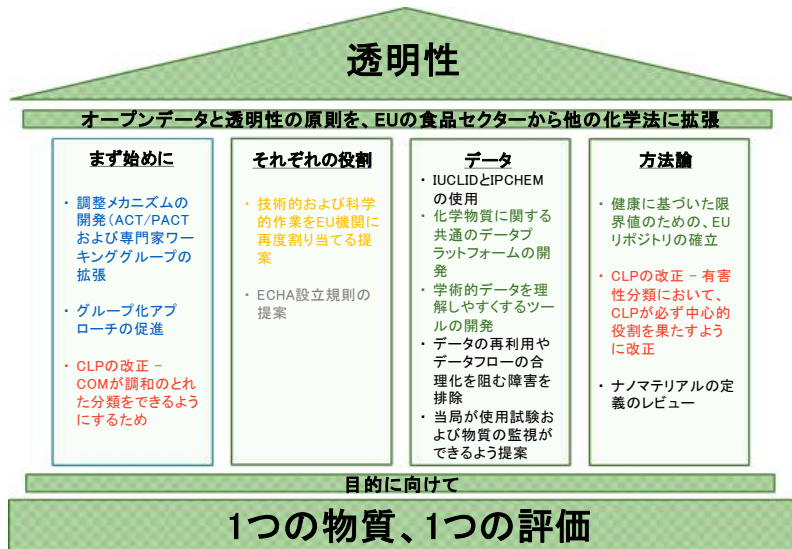 透明性
オープンデータと透明性の原則を、EUの食品セクターから他の化学法に拡張
まず始めに
・ 調整メカニズムの
開発（ACT/PACT
および専門家ワー
キンググループの
拡張
・ グループ化アプ
ローチの促進
・ CLPの改正 –
COMが調和のとれ
た分類をできるよう
にするため
それぞれの役割
・ 技術的および科学
的作業をEU機関に
再度割り当てる提
案
・ ECHA設立規則の
提案
データ
・ IUCLIDとIPCHEM
の使用
・ 化学物質に関する
共通のデータプ
ラットフォームの開
発
・ 学術的データを理
解しやすくするツー
ルの開発
・ データの再利用や
データフローの合
理化を阻む障害を
排除
・ 当局が使用試験お
よび物質の監視が
できるよう提案
方法論
・ 健康に基づいた限
界値のための、EU
リポジトリの確立
・ CLPの改正 – 有害
性分類において、
CLPが必ず中心的
役割を果たすよう
に改正
・ ナノマテリアルの定
義のレビュー
目的に向けて
1つの物質、1つの評価